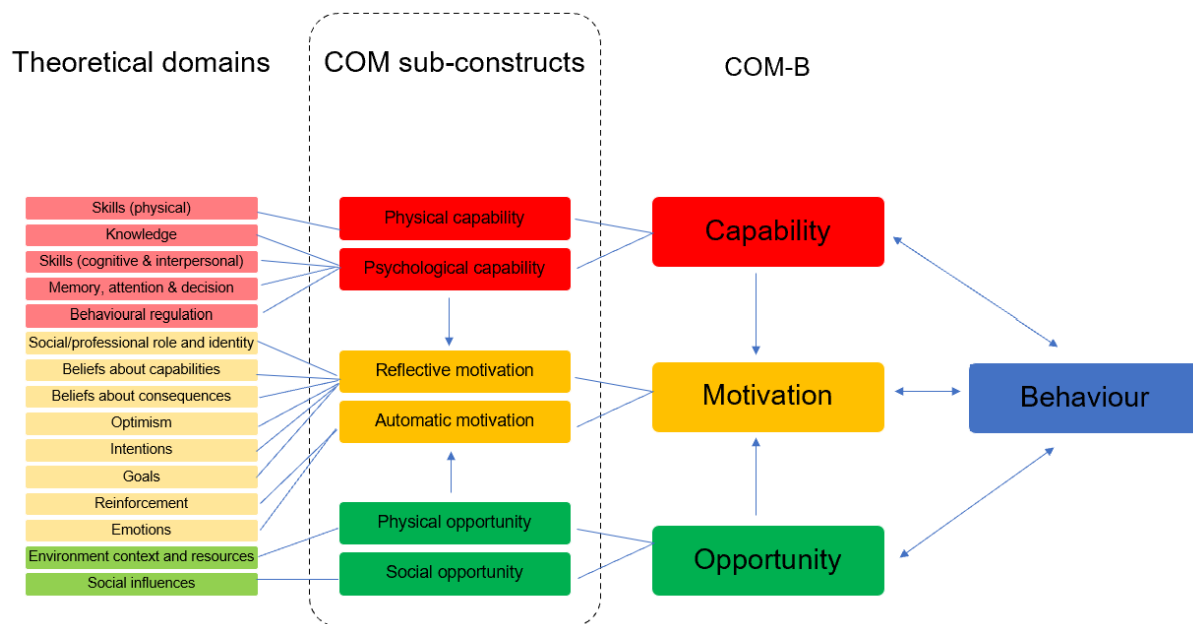 Theoretical domains
COM sub-constructs
COM-B
Skills (physical)
Knowledge
Skills (cognitive & interpersonal)
Memory, attention & decision
Behavioural regulation
Social/professional role and identity
Beliefs about capabilities
Beliefs about consequences
Optimism
Intentions
Goals
Reinforcement
Emotions
Environment context and resources
Social influences
Physical capability
Psychological capability
Reflective motivation
Automatic motivation
Physical opportunity
Social opportunity
Capability
Motivation
Opportunity
Behaviour